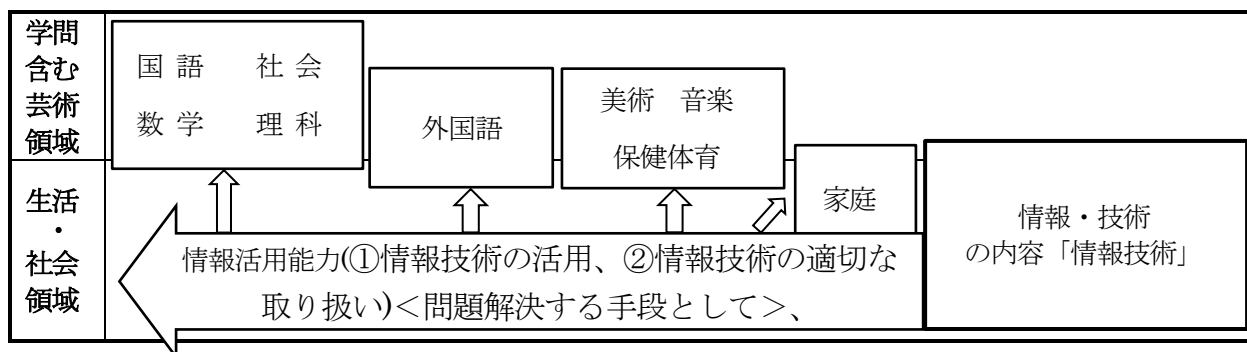 学問
含む
芸術
領域
国語　社会
数学　理科
外国語
美術　音楽
保健体育
生活
・
社会
領域
家庭
情報・技術
の内容「情報技術」
情報活用能力(①情報技術の活用、②情報技術の適切な
取り扱い)＜問題解決する手段として＞、